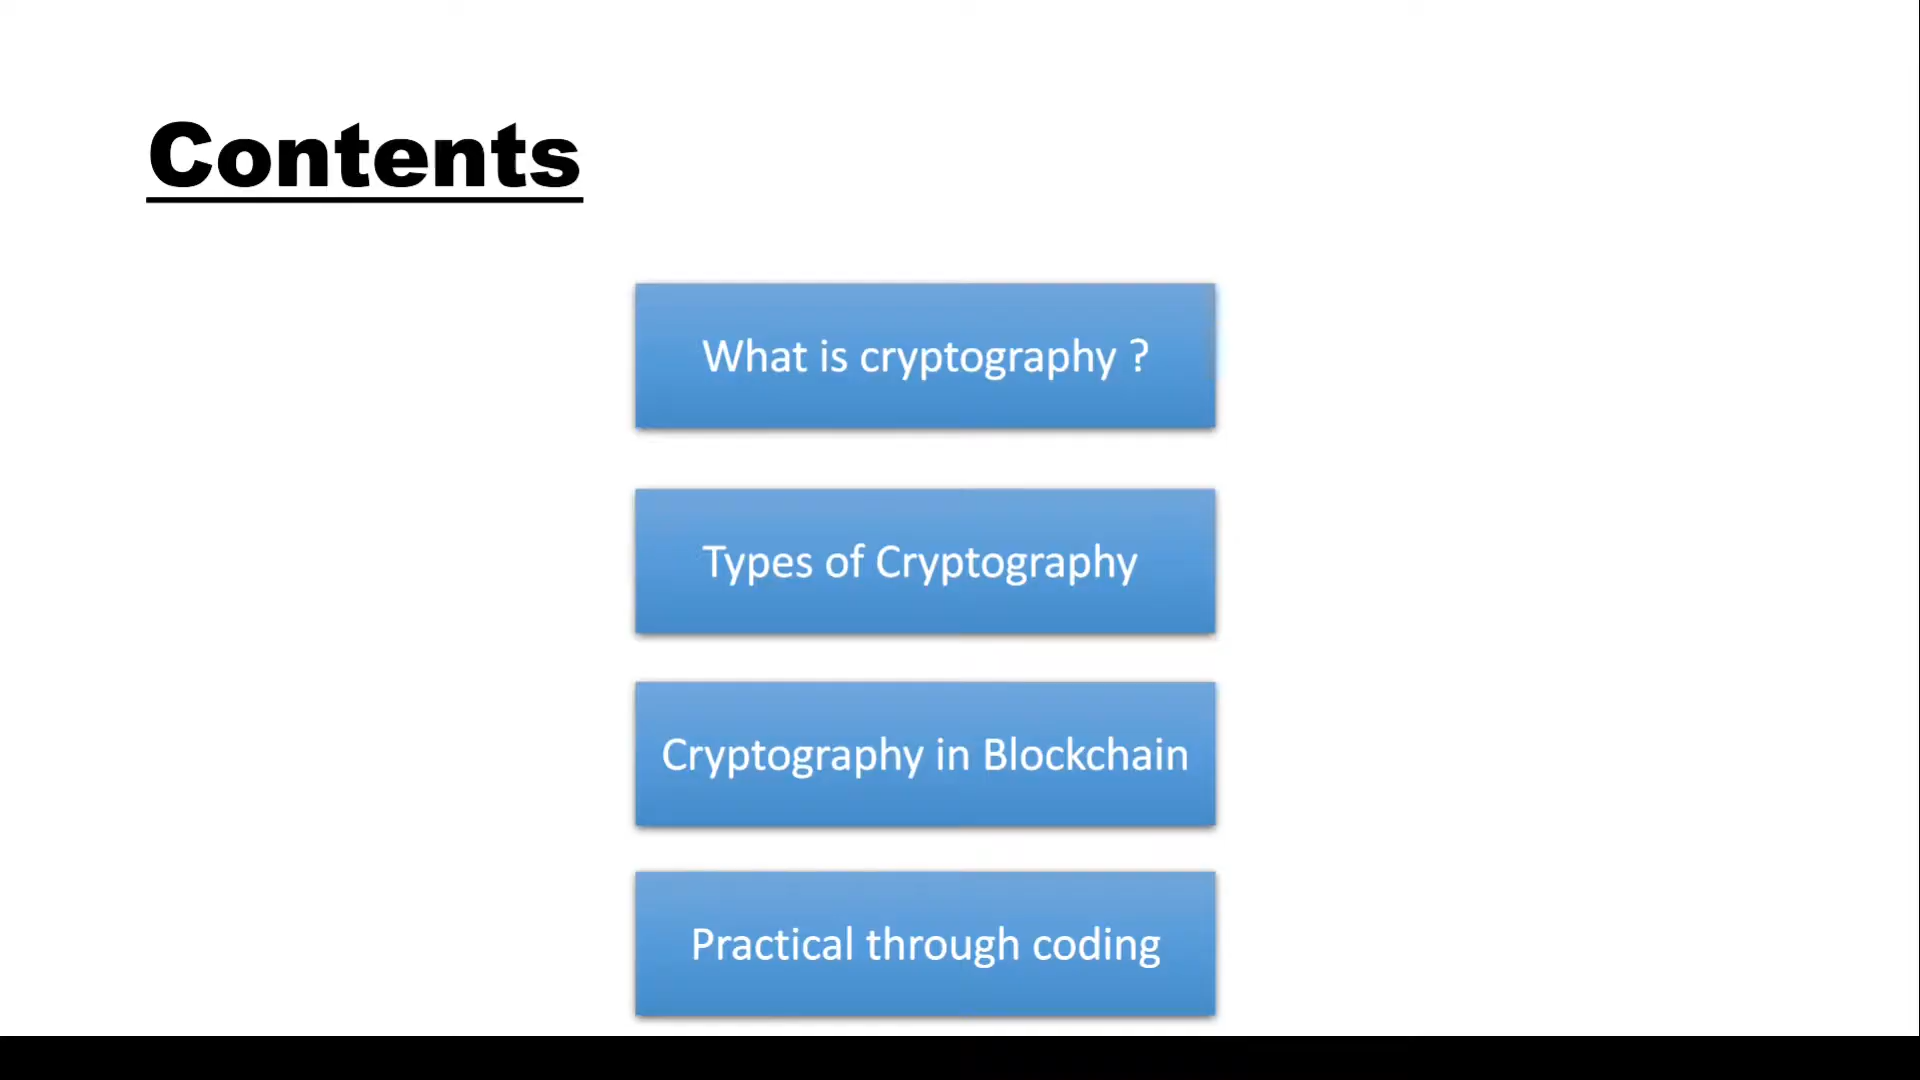 Contents
What is cryptography ?
Types of Cryptography
Cryptography in Blockchain
Practical through coding